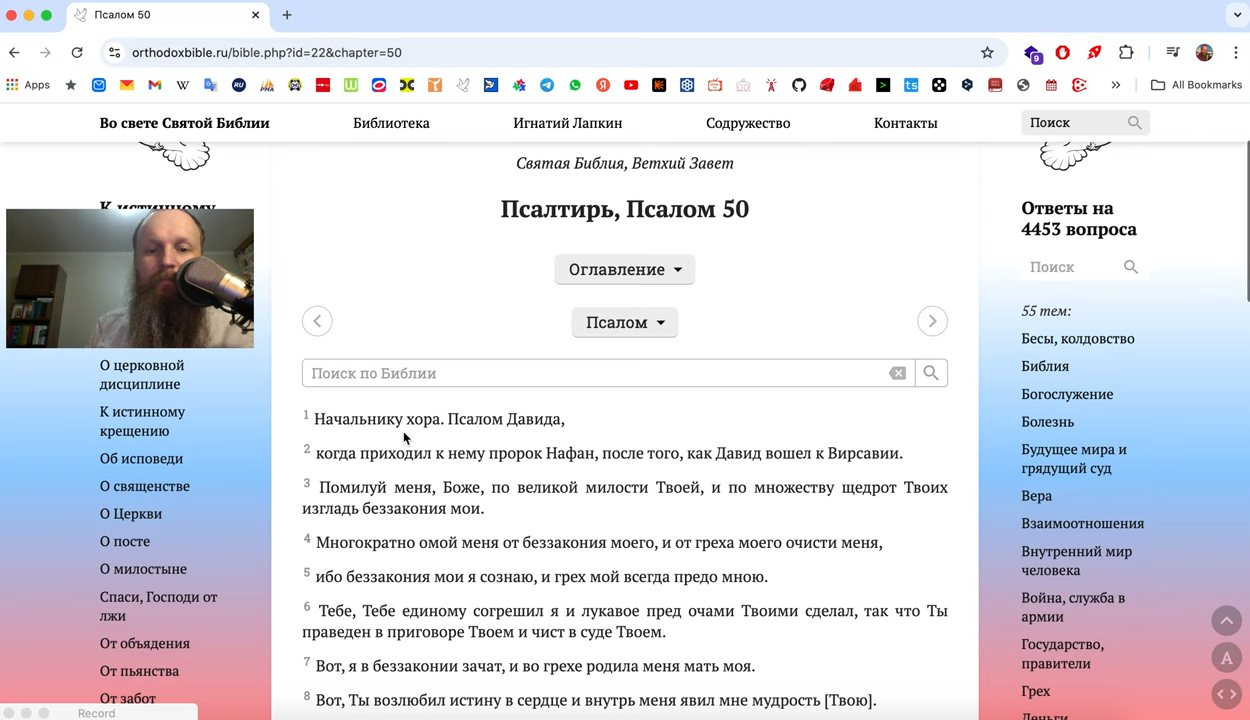 Псалом 50
orthodoxbible.ru/bible.php?id=22&chapter=50
9
Apps
All Bookmarks
Во свете Святой Библии
Библиотека
Игнатий Лапкин
Содружество
Контакты
Поиск
К истинному
О церковной
дисциплине
К истинному
крещению
Об исповеди
О священстве
О Церкви
О посте
О милостыне
Спаси, Господи от
лжи
От объядения
От пьянства
От забот
Record
Святая Библия, Ветхий Завет
Псалтирь, Псалом 50
Оглавление
Псалом
Поиск по Библии
1 Начальнику хора. Псалом Давида,
2 когда приходил к нему пророк Нафан, после того, как Давид вошел к Вирсавии.
3 Помилуй меня, Боже, по великой милости Твоей, и по множеству щедрот Твоих
изгладь беззакония мои.
4 Многократно омой меня от беззакония моего, и от греха моего очисти меня,
5 ибо беззакония мои я сознаю, и грех мой всегда предо мною.
6 Тебе, Тебе единому согрешил я и лукавое пред очами Твоими сделал, так что Ты
праведен в приговоре Твоем и чист в суде Твоем.
7 Вот, я в беззаконии зачат, и во грехе родила меня мать моя.
8 Вот, Ты возлюбил истину в сердце и внутрь меня явил мне мудрость [Твою].
Ответы на
4453 вопроса
Поиск
55 тем:
Бесы, колдовство
Библия
Богослужение
Болезнь
Будущее мира и
грядущий суд
Вера
Взаимоотношения
Внутренний мир
человека
Война, служба в
армии
Государство,
правители
Грех
Деньги
A